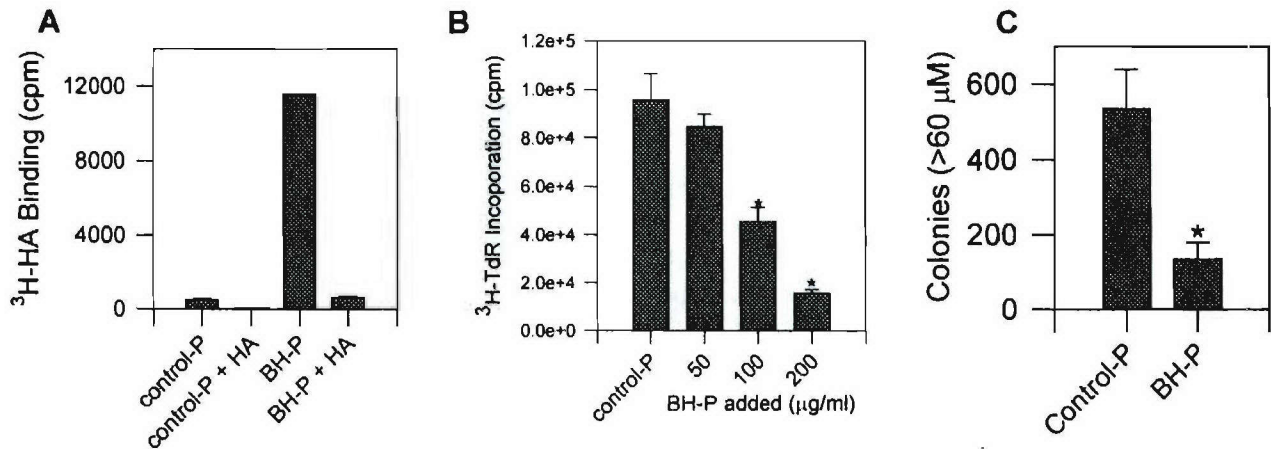 A
³H-HA Binding (cpm)
12000
8000
4000
0
control-P
control-P + HA
BH-P
BH-P + HA
B
³H-TdR Incoporation (cpm)
1.2e+5
1.0e+5
8.0e+4
6.0e+4
4.0e+4
2.0e+4
0.0e+0
*
*
control-P
50
100
200
BH-P added (μg/ml)
C
Colonies (>60 μM)
600
400
200
0
*
Control-P
BH-P